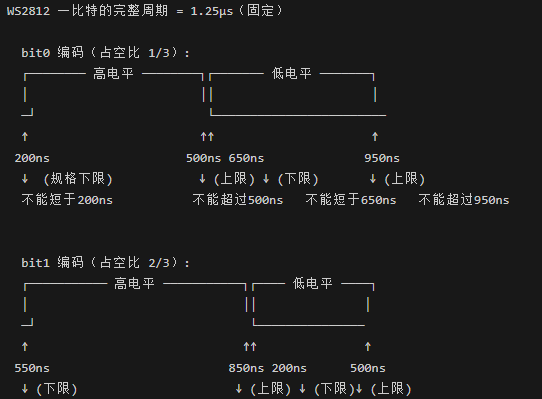 WS2812 一比特的完整周期 = 1.25μs（固定）
bit0 编码（占空比 1/3）:
高电平 低电平
↑ ↑↑ ↑
200ns 500ns 650ns 950ns
↓ (规格下限) ↓ (上限) ↓ (下限) ↓ (上限)
不能短于200ns 不能超过500ns 不能短于650ns 不能超过950ns
bit1 编码（占空比 2/3）:
高电平 低电平
↑ ↑↑ ↑
550ns 850ns 200ns 500ns
↓ (下限) ↓ (上限) ↓ (下限)↓ (上限)